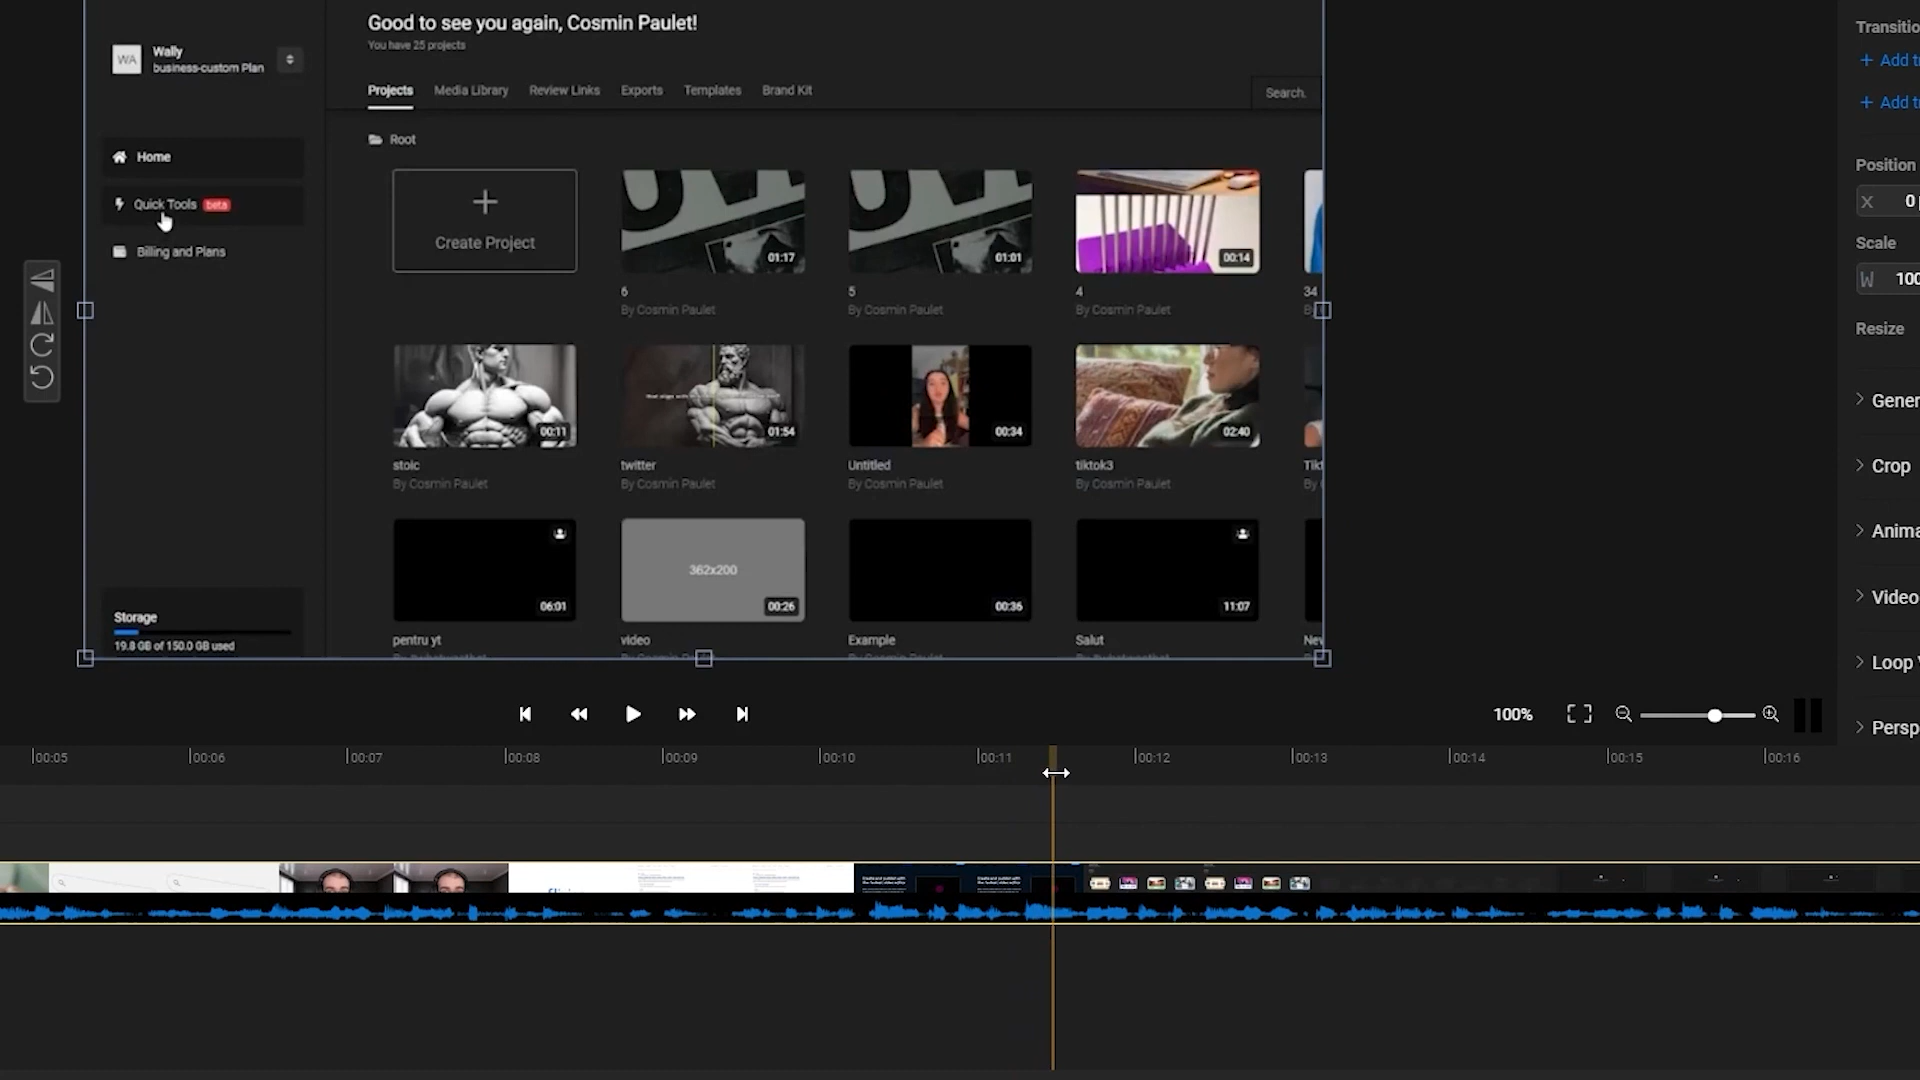 Good to see you again, Cosmin Paulet!
You have 25 projects
WA
Wally
business-custom Plan
Projects
Media Library
Review Links
Exports
Templates
Brand Kit
Search.
Root
Home
Quick Tools beta
Billing and Plans
+
Create Project
01:17
01:01
00:14
6
5
4
34
By Cosmin Paulet
By Cosmin Paulet
By Cosmin Paulet
00:11
01:54
00:34
02:40
stoic
twitter
Untitled
tiktok3
By Cosmin Paulet
By Cosmin Paulet
By Cosmin Paulet
By Cosmin Paulet
06:01
362x200
00:26
00:36
11:07
pentru yt
video
Example
Salut
Storage
19.8 GB of 150.0 GB used
Transitio
+ Add t
+ Add t
Position
X 0
Scale
W 100
Resize
Gener
Crop
Anima
Video
Loop
Persp
100%
00:05
00:06
00:07
00:08
00:09
00:10
00:11
00:12
00:13
00:14
00:15
00:16